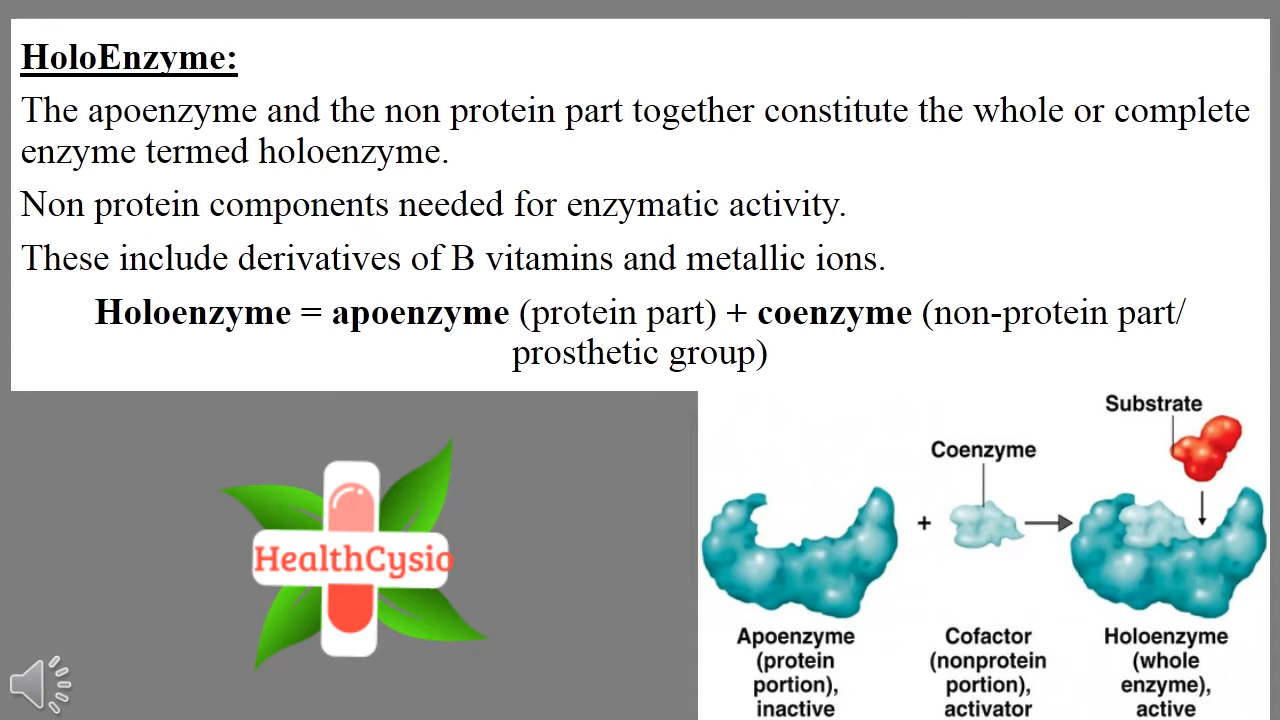 HoloEnzyme:
The apoenzyme and the non protein part together constitute the whole or complete
enzyme termed holoenzyme.
Non protein components needed for enzymatic activity.
These include derivatives of B vitamins and metallic ions.
Holoenzyme = apoenzyme (protein part) + coenzyme (non-protein part/
prosthetic group)
HealthCysio
Substrate
Coenzyme
+
Apoenzyme
(protein
portion),
inactive
Cofactor
(nonprotein
portion),
activator
Holoenzyme
(whole
enzyme),
active